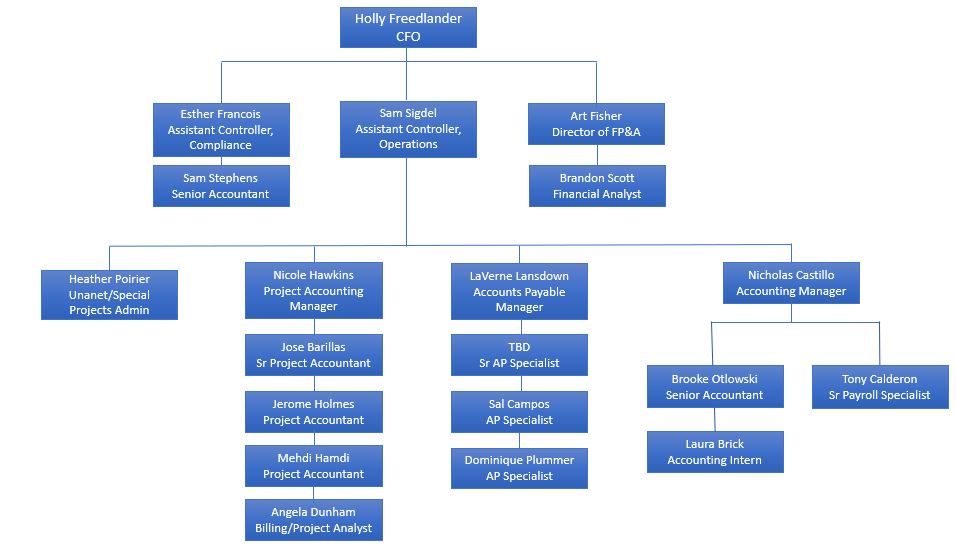 Holly Freedlander
CFO
Esther Francois
Assistant Controller,
Compliance
Sam Stephens
Senior Accountant
Sam Sigdel
Assistant Controller,
Operations
Art Fisher
Director of FP&A
Brandon Scott
Financial Analyst
Heather Poirier
Unanet/Special
Projects Admin
Nicole Hawkins
Project Accounting
Manager
Jose Barillas
Sr Project Accountant
Jerome Holmes
Project Accountant
Mehdi Hamdi
Project Accountant
Angela Dunham
Billing/Project Analyst
LaVerne Lansdown
Accounts Payable
Manager
TBD
Sr AP Specialist
Sal Campos
AP Specialist
Dominique Plummer
AP Specialist
Nicholas Castillo
Accounting Manager
Brooke Otlowski
Senior Accountant
Laura Brick
Accounting Intern
Tony Calderon
Sr Payroll Specialist